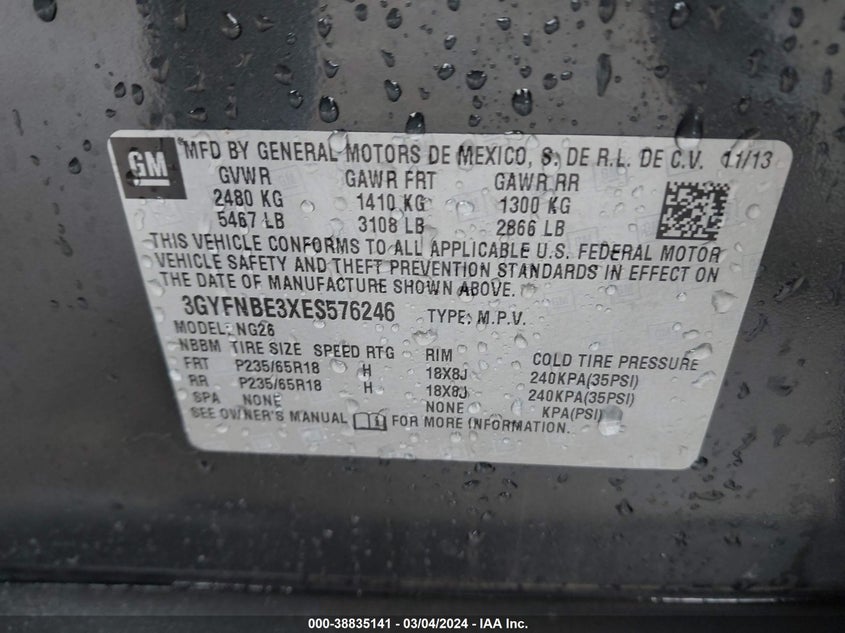 GM
*MFD BY GENERAL MOTORS DE MEXICO, S. DE R.L. DE C.V. 11/13
GVWR GAWR FRT GAWR RR
2480 KG 1410 KG 1300 KG
5467 LB 3108 LB 2866 LB
THIS VEHICLE CONFORMS TO ALL APPLICABLE U.S. FEDERAL MOTOR
VEHICLE SAFETY AND THEFT PREVENTION STANDARDS IN EFFECT ON
THE DATE OF MANUFACTURE SHOWN ABOVE.
3GYFNBE3XES576246 TYPE: M.P.V.
MODEL: NG26
NBBM TIRE SIZE SPEED RTG RIM COLD TIRE PRESSURE
FRT P235/65R18 H 18X8J 240KPA(35PSI)
RR P235/65R18 H 18X8J 240KPA(35PSI)
SPA NONE NONE KPA(PSI)
SEE OWNER'S MANUAL FOR MORE INFORMATION.
000-38835141 - 03/04/2024 - IAA Inc.